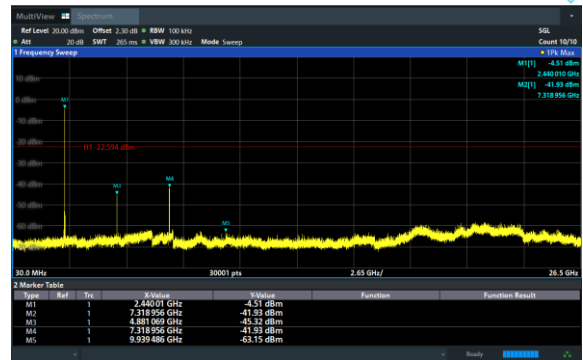 MultiView Spectrum
Ref Level 20.00 dBm Offset 2.30 dB RBW 100 kHz SGL
Att 20 dB SWT 265 ms VBW 300 kHz Mode Sweep Count 10/10
1 Frequency Sweep 1Pk Max
M1[1] -4.51 dBm
2.440 010 GHz
M2[1] -41.93 dBm
7.318 956 GHz
10 dBm
0 dBm
M1
-10 dBm
-20 dBm
H1 -22.594 dBm
-30 dBm
M4
M3
-40 dBm
-50 dBm
M5
-60 dBm
30.0 MHz 30001 pts 2.65 GHz/ 26.5 GHz
2 Marker Table
Type Ref Trc X-Value Y-Value Function Function Result
M1 1 2.44001 GHz -4.51 dBm
M2 1 7.318956 GHz -41.93 dBm
M3 1 4.881069 GHz -45.32 dBm
M4 1 7.318956 GHz -41.93 dBm
M5 1 9.939486 GHz -63.15 dBm
Ready